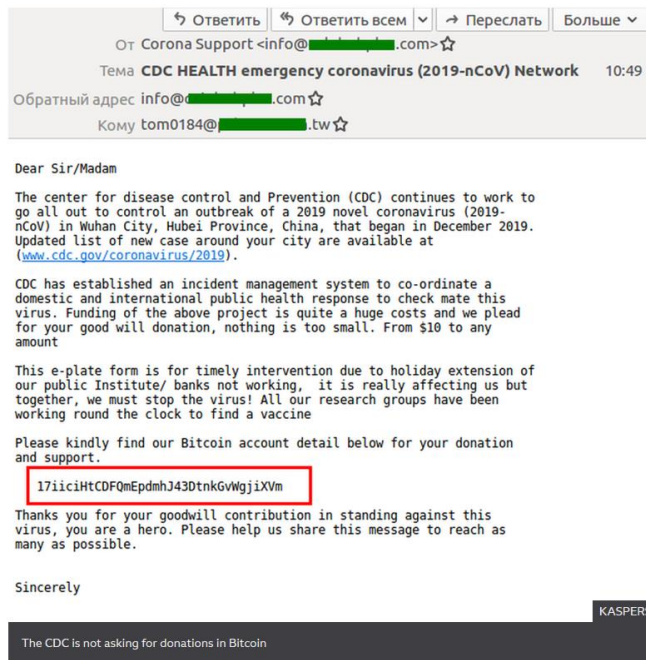 Ответить Ответить всем Переслать Больше
От Corona Support <info@ .com>
Тема CDC HEALTH emergency coronavirus (2019-nCoV) Network 10:49
Обратный адрес info@ .com
Кому tom0184@ .tw
Dear Sir/Madam
The center for disease control and Prevention (CDC) continues to work to
go all out to control an outbreak of a 2019 novel coronavirus (2019-
nCoV) in Wuhan City, Hubei Province, China, that began in December 2019.
Updated list of new case around your city are available at
(www.cdc.gov/coronavirus/2019).
CDC has established an incident management system to co-ordinate a
domestic and international public health response to check mate this
virus. Funding of the above project is quite a huge costs and we plead
for your good will donation, nothing is too small. From $10 to any
amount
This e-plate form is for timely intervention due to holiday extension of
our public Institute/ banks not working, it is really affecting us but
together, we must stop the virus! All our research groups have been
working round the clock to find a vaccine
Please kindly find our Bitcoin account detail below for your donation
and support.
17iiciHtCDFQmEpdmhJ43DtnkGvWgjiXVm
Thanks you for your goodwill contribution in standing against this
virus, you are a hero. Please help us share this message to reach as
many as possible.
Sincerely
KASPERS
The CDC is not asking for donations in Bitcoin